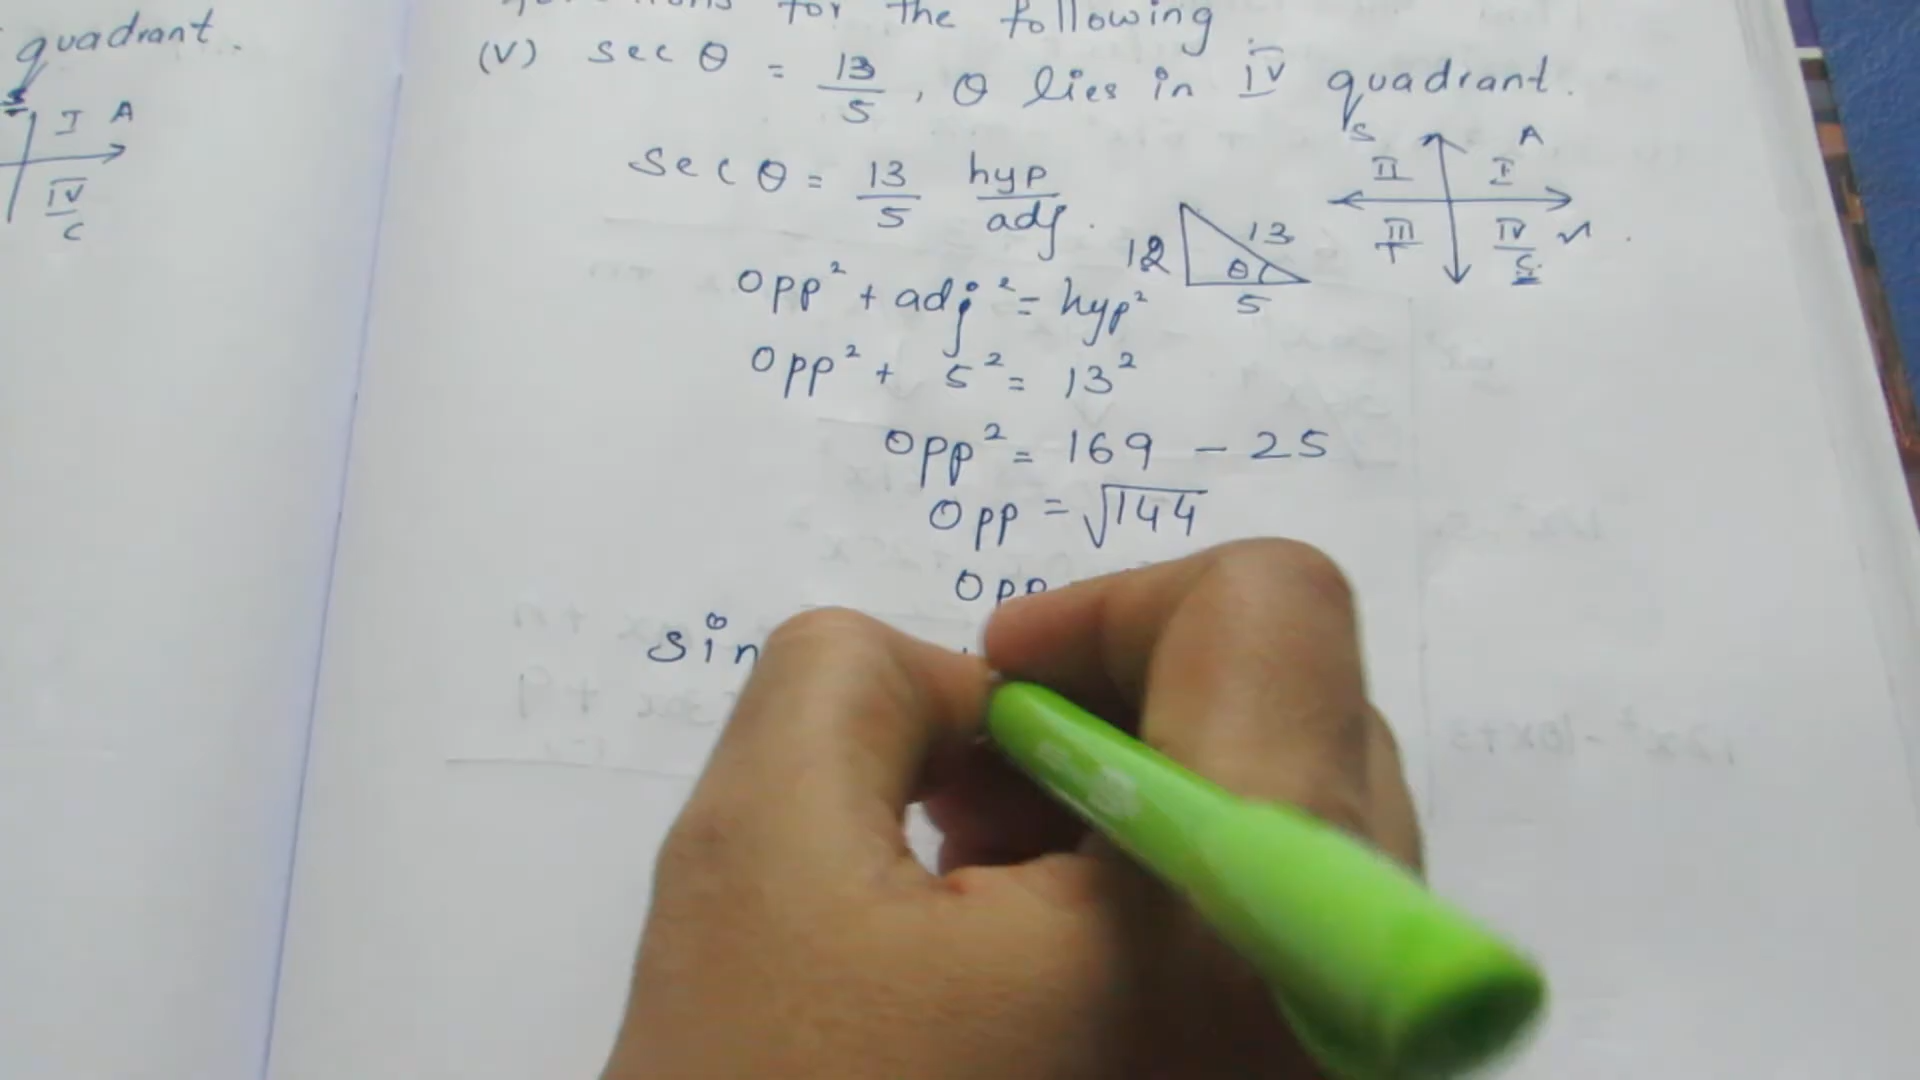 quadrant.
S
I A
IV
C
for the following
(V) sec θ = 13/5, θ lies in IV quadrant.
S A
II I
III IV
T C
sec θ = 13/5 hyp/adj.
12 13 θ 5
opp² + adj² = hyp²
opp² + 5² = 13²
opp² = 169 - 25
opp = √144
opp
sin